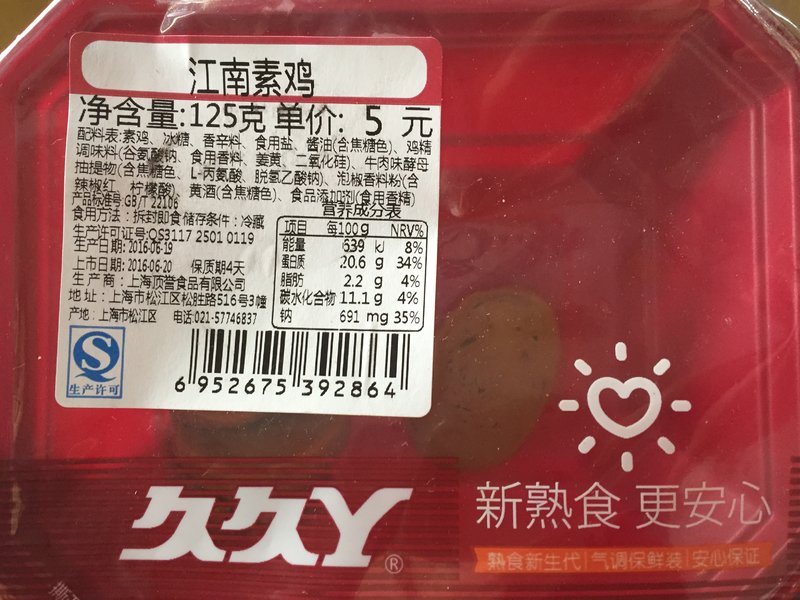 江南素鸡
净含量:125克 单价: 5 元
配料表:素鸡、冰糖、香辛料、食用盐、酱油(含焦糖色)、鸡精
调味料(谷氨酸钠、食用香料、姜黄、二氧化硅)、牛肉味酵母
抽提物(含焦糖色、L-丙氨酸、脱氢乙酸钠)、泡椒香料粉(含
辣椒红、柠檬酸)、黄酒(含焦糖色)、食品添加剂(食用香精)
产品标准号:GB/T 22106
食用方法：拆封即食 储存条件：冷藏
生产许可证号:QS3117 2501 0119
生产日期:2016-06-19
上市日期:2016-06-20 保质期4天
生产商：上海顶誉食品有限公司
地址：上海市松江区松胜路516号3幢
产地：上海市松江区 电话:021-57746837
营养成分表
项目 每100g NRV%
能量 639 kJ 8%
蛋白质 20.6 g 34%
脂肪 2.2 g 4%
碳水化合物 11.1 g 4%
钠 691 mg 35%
生产许可
6 952675 392864
久久丫®
新熟食 更安心
熟食新生代|气调保鲜装|安心保证